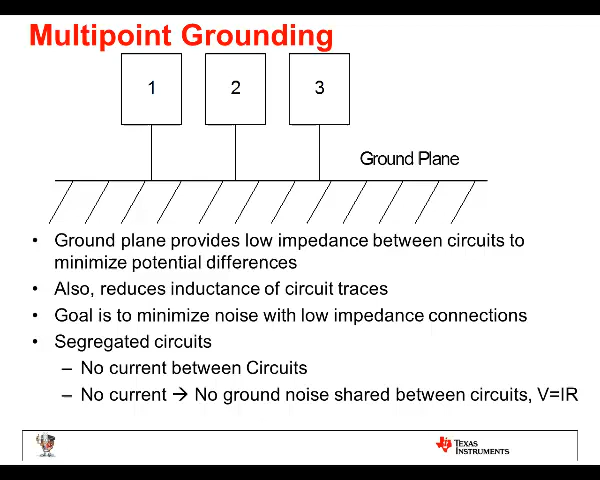 Multipoint Grounding
1 2 3
Ground Plane
• Ground plane provides low impedance between circuits to
minimize potential differences
• Also, reduces inductance of circuit traces
• Goal is to minimize noise with low impedance connections
• Segregated circuits
– No current between Circuits
– No current → No ground noise shared between circuits, V=IR
TEXAS
INSTRUMENTS